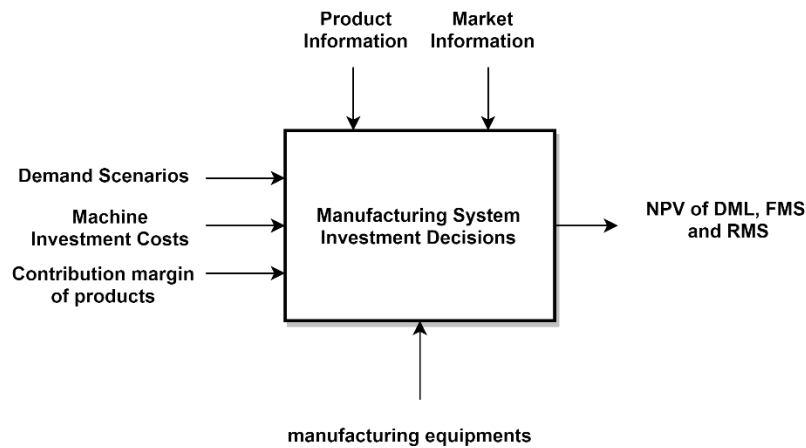 Product
Information
Market
Information
Demand Scenarios
Machine
Investment Costs
Contribution margin
of products
Manufacturing System
Investment Decisions
NPV of DML, FMS
and RMS
manufacturing equipments